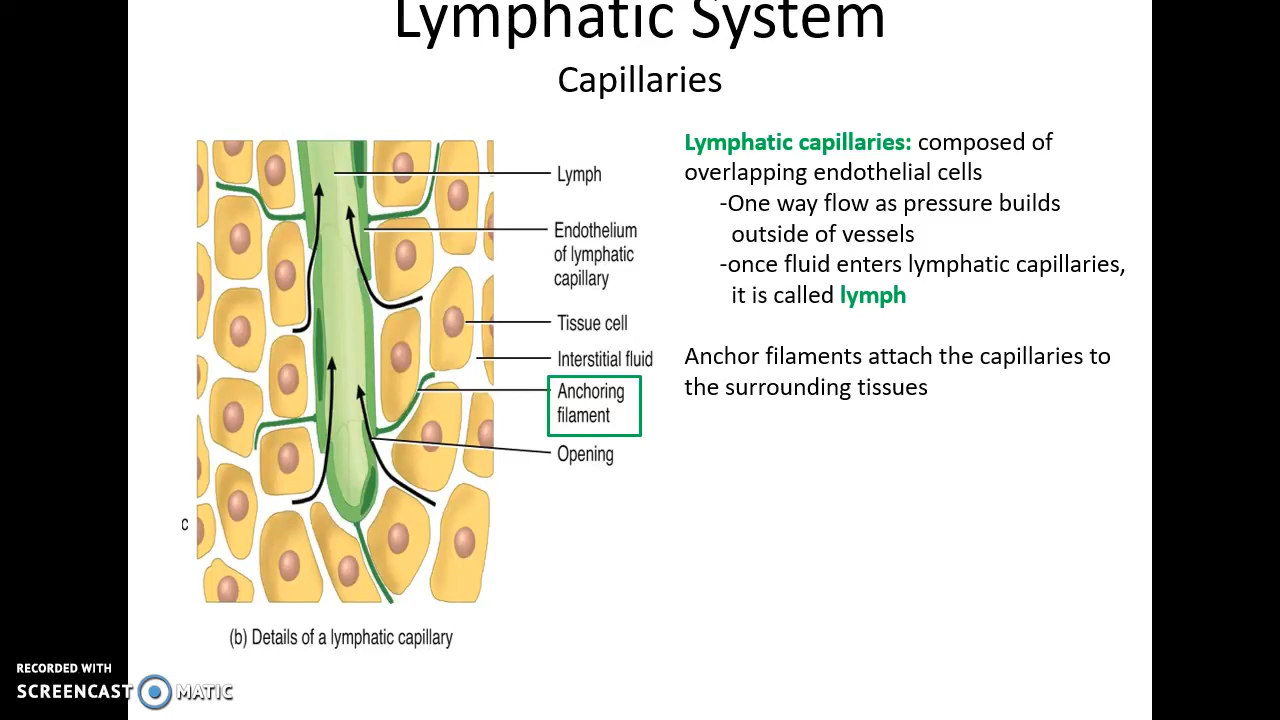 Lymphatic System
Capillaries
Lymphatic capillaries: composed of
overlapping endothelial cells
-One way flow as pressure builds
outside of vessels
-once fluid enters lymphatic capillaries,
it is called lymph
Anchor filaments attach the capillaries to
the surrounding tissues
Lymph
Endothelium
of lymphatic
capillary
Tissue cell
Interstitial fluid
Anchoring
filament
Opening
c
(b) Details of a lymphatic capillary
RECORDED WITH
SCREENCAST MATIC